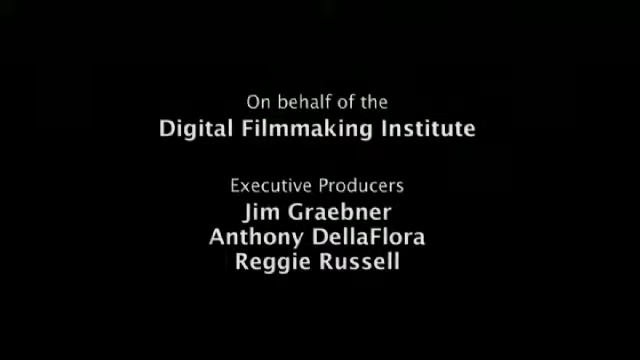 On behalf of the
Digital Filmmaking Institute
Executive Producers
Jim Graebner
Anthony DellaFlora
Reggie Russell